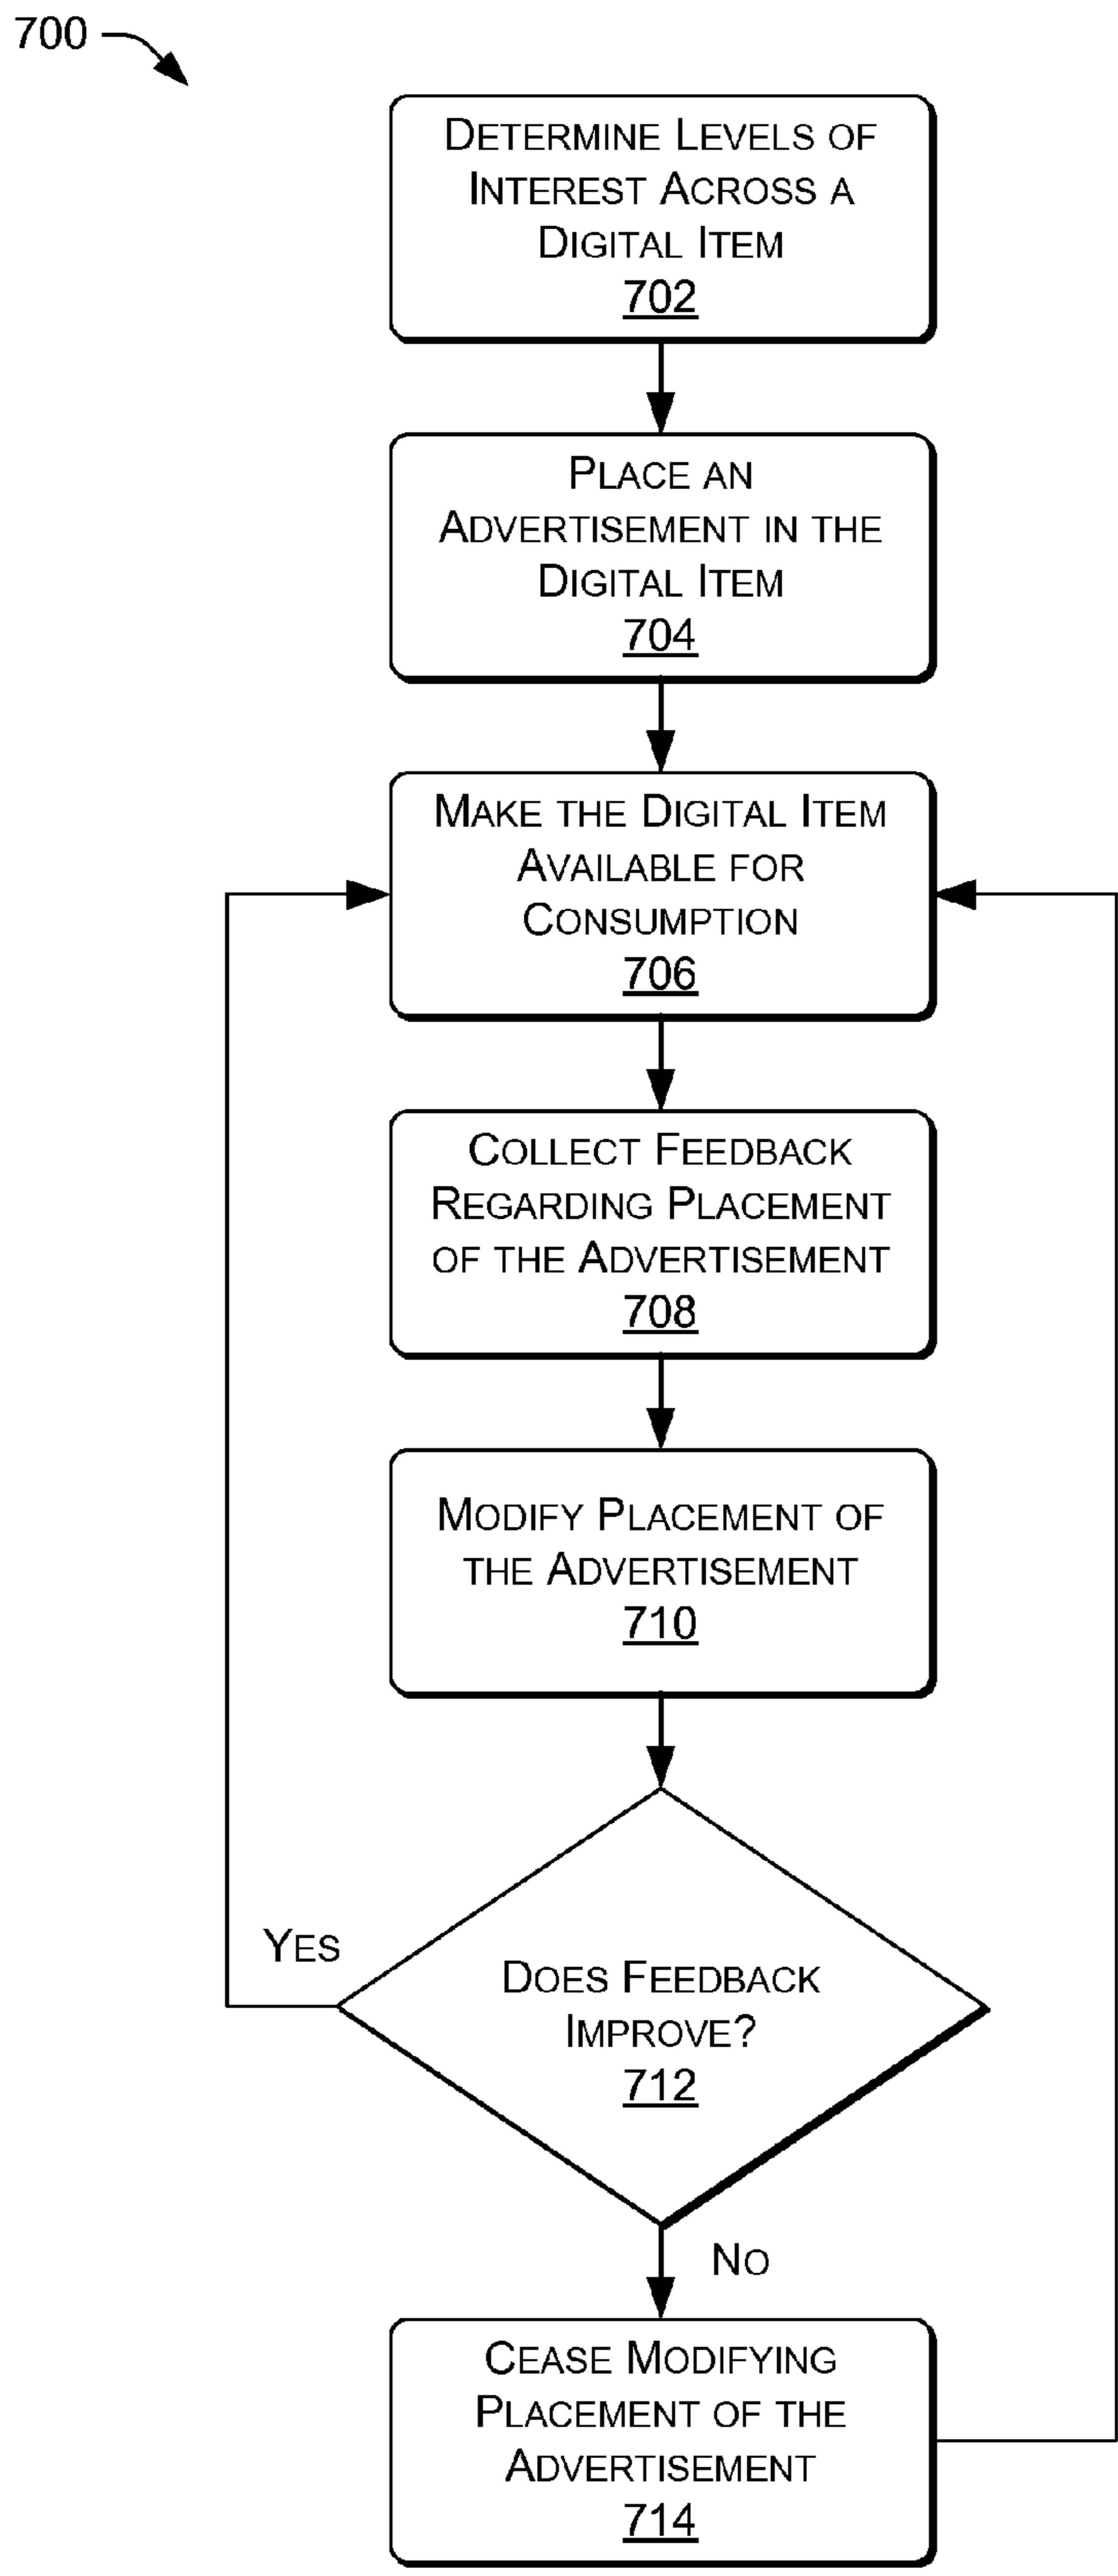 700
DETERMINE LEVELS OF
INTEREST ACROSS A
DIGITAL ITEM
702
PLACE AN
ADVERTISEMENT IN THE
DIGITAL ITEM
704
MAKE THE DIGITAL ITEM
AVAILABLE FOR
CONSUMPTION
706
COLLECT FEEDBACK
REGARDING PLACEMENT
OF THE ADVERTISEMENT
708
MODIFY PLACEMENT OF
THE ADVERTISEMENT
710
YES
DOES FEEDBACK
IMPROVE?
712
NO
CEASE MODIFYING
PLACEMENT OF THE
ADVERTISEMENT
714